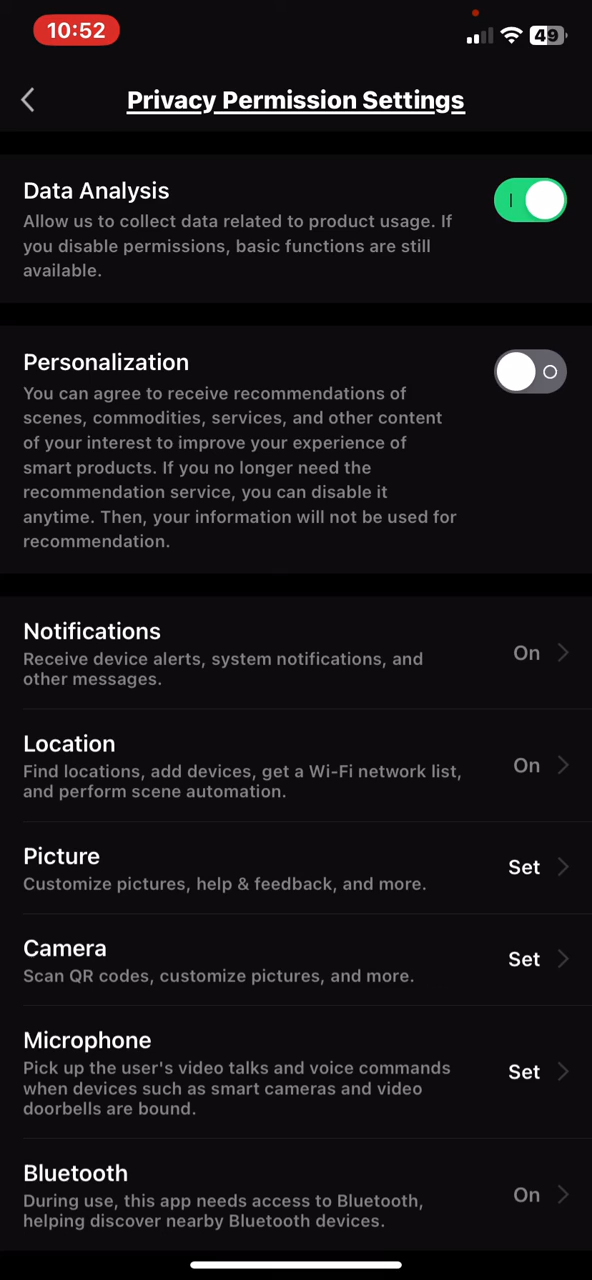 10:52
49
Privacy Permission Settings
Data Analysis
Allow us to collect data related to product usage. If
you disable permissions, basic functions are still
available.
Personalization
You can agree to receive recommendations of
scenes, commodities, services, and other content
of your interest to improve your experience of
smart products. If you no longer need the
recommendation service, you can disable it
anytime. Then, your information will not be used for
recommendation.
Notifications
Receive device alerts, system notifications, and
other messages.
On
Location
Find locations, add devices, get a Wi-Fi network list,
and perform scene automation.
On
Picture
Customize pictures, help & feedback, and more.
Set
Camera
Scan QR codes, customize pictures, and more.
Set
Microphone
Pick up the user's video talks and voice commands
when devices such as smart cameras and video
doorbells are bound.
Set
Bluetooth
During use, this app needs access to Bluetooth,
helping discover nearby Bluetooth devices.
On